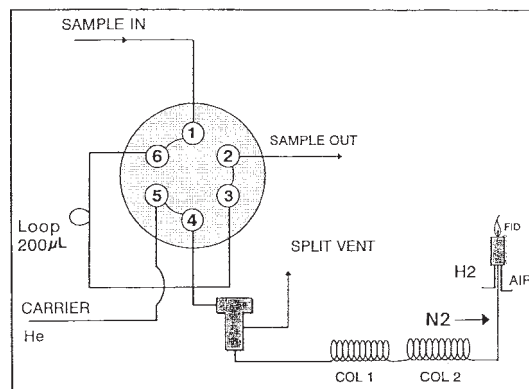 SAMPLE IN
1
6
2
SAMPLE OUT
5
3
4
Loop
200µL
SPLIT VENT
FID
H2
AIR
CARRIER
He
N2
COL 1
COL 2